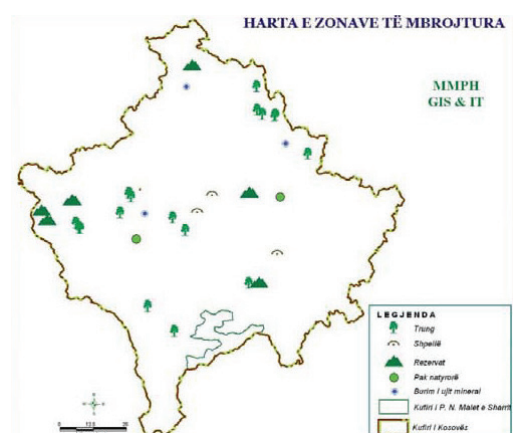 HARTA E ZONAVE TË MBROJTURA
MMPH
GIS & IT
LEGJENDA
Trung
Shpellë
Rezervat
Pak natyrorë
Burim i ujit mineral
Kufiri i P. N. Malet e Sharrit
Kufiri i Kosovës